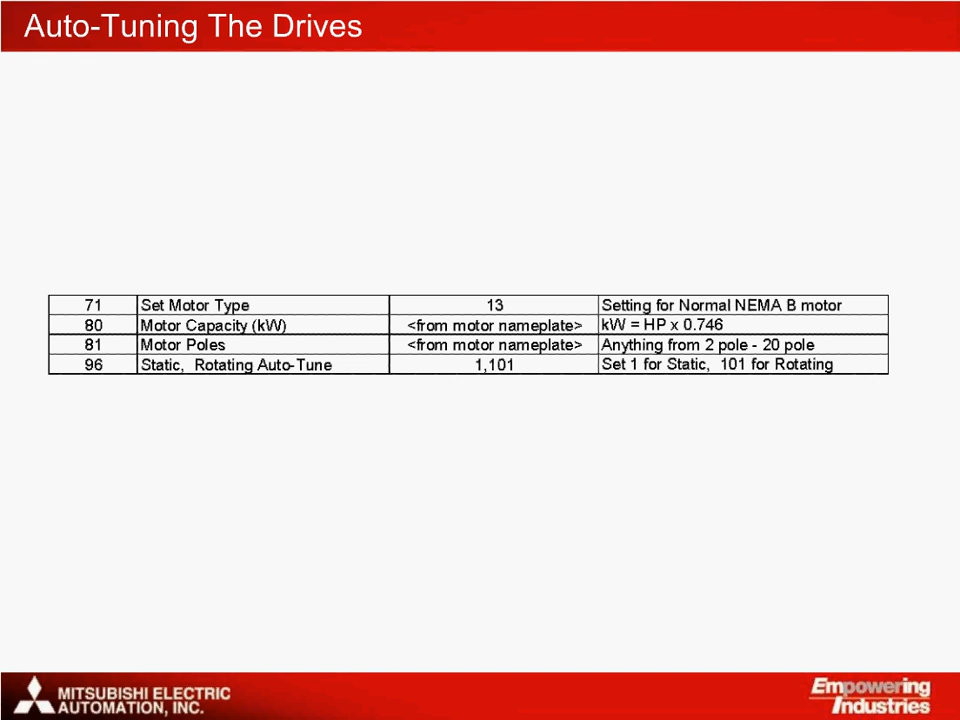 Auto-Tuning The Drives
71 Set Motor Type 13 Setting for Normal NEMA B motor
80 Motor Capacity (kW) <from motor nameplate> kW = HP x 0.746
81 Motor Poles <from motor nameplate> Anything from 2 pole - 20 pole
96 Static, Rotating Auto-Tune 1,101 Set 1 for Static, 101 for Rotating
MITSUBISHI ELECTRIC
AUTOMATION, INC.
Empowering
Industries